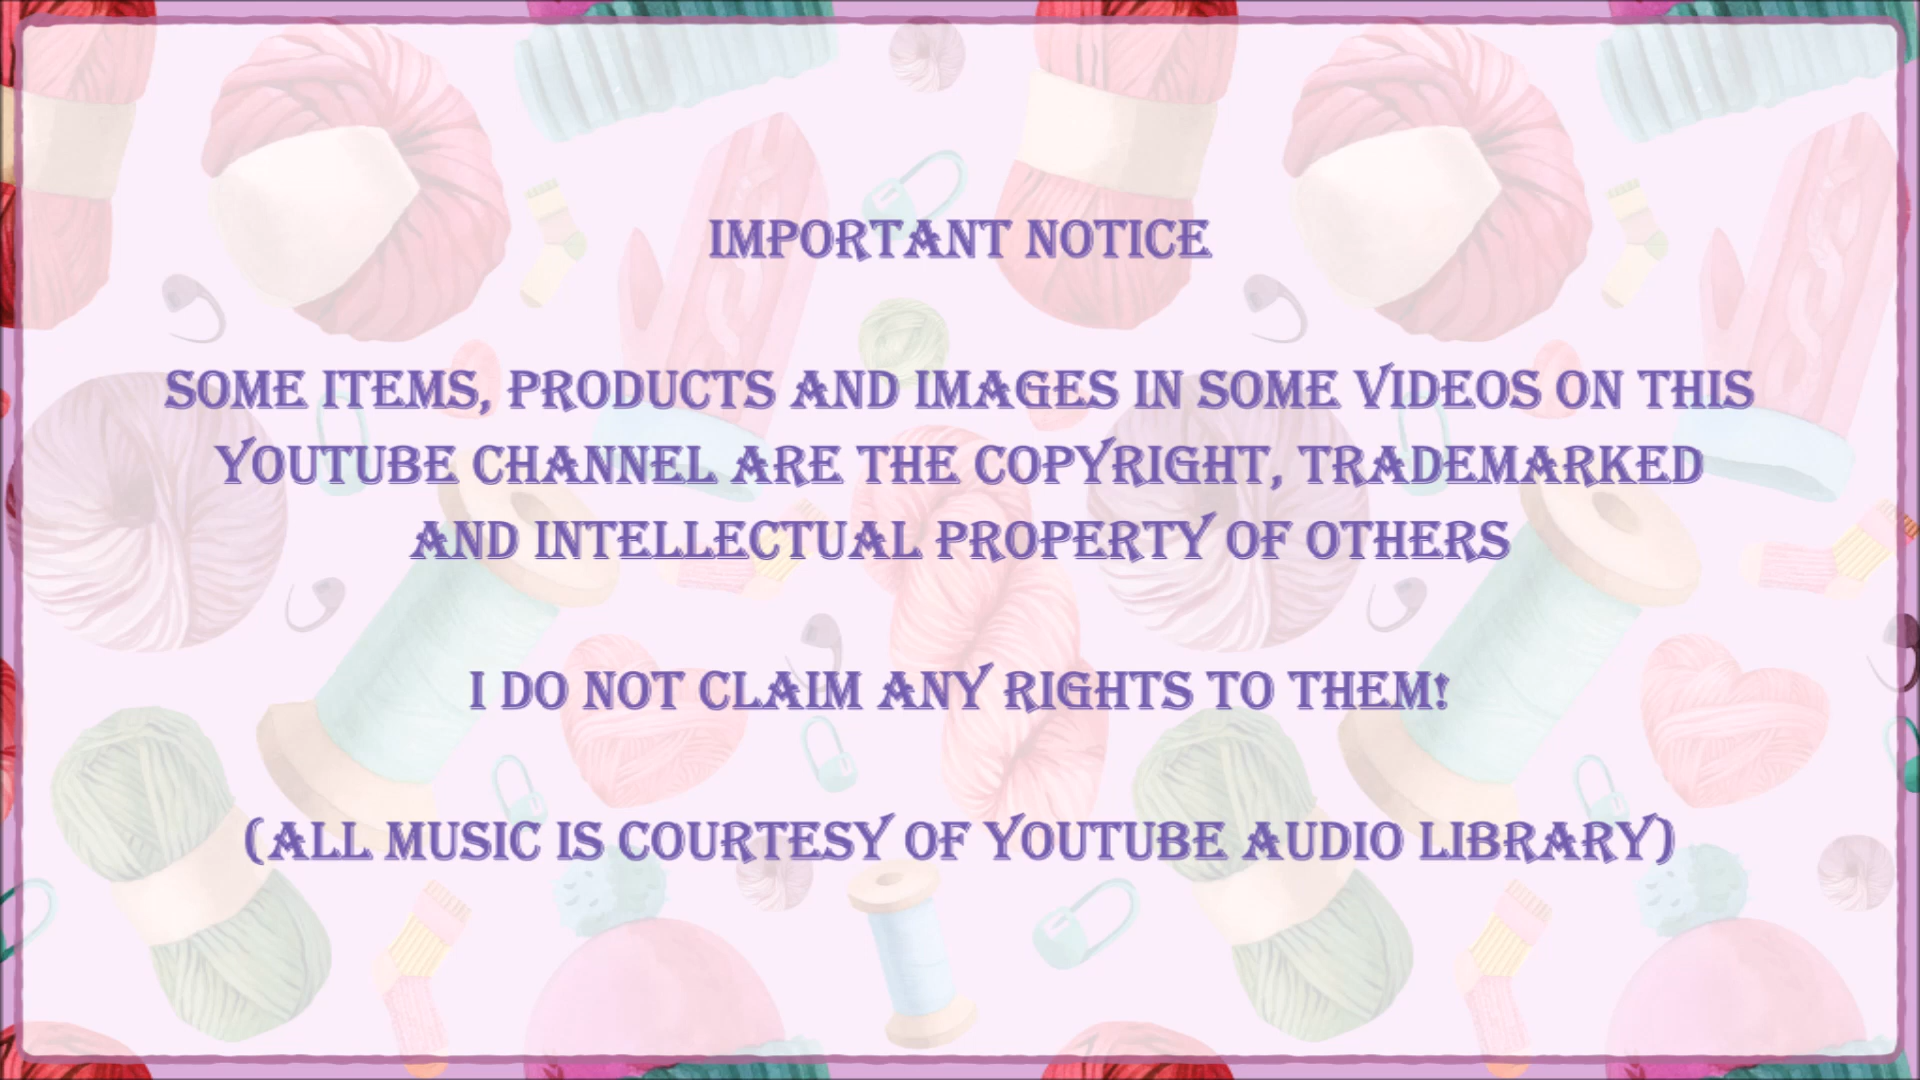 IMPORTANT NOTICE
SOME ITEMS, PRODUCTS AND IMAGES IN SOME VIDEOS ON THIS
YOUTUBE CHANNEL ARE THE COPYRIGHT, TRADEMARKED
AND INTELLECTUAL PROPERTY OF OTHERS
I DO NOT CLAIM ANY RIGHTS TO THEM!
(ALL MUSIC IS COURTESY OF YOUTUBE AUDIO LIBRARY)